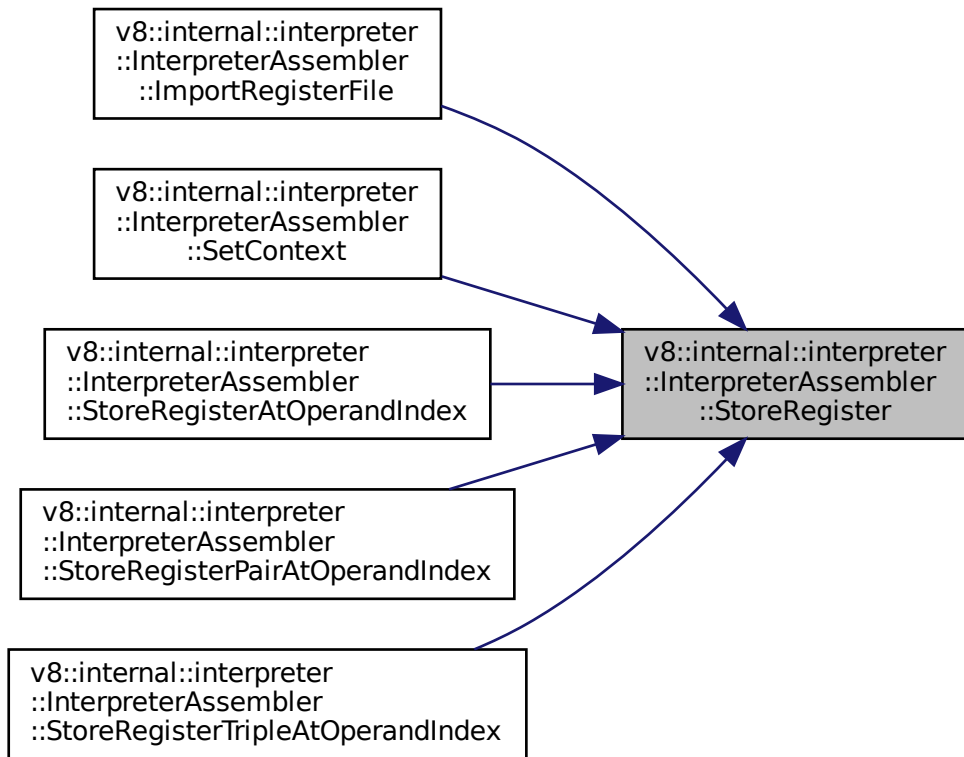 v8::internal::interpreter
::InterpreterAssembler
::ImportRegisterFile
v8::internal::interpreter
::InterpreterAssembler
::SetContext
v8::internal::interpreter
::InterpreterAssembler
::StoreRegisterAtOperandIndex
v8::internal::interpreter
::InterpreterAssembler
::StoreRegister
v8::internal::interpreter
::InterpreterAssembler
::StoreRegisterPairAtOperandIndex
v8::internal::interpreter
::InterpreterAssembler
::StoreRegisterTripleAtOperandIndex